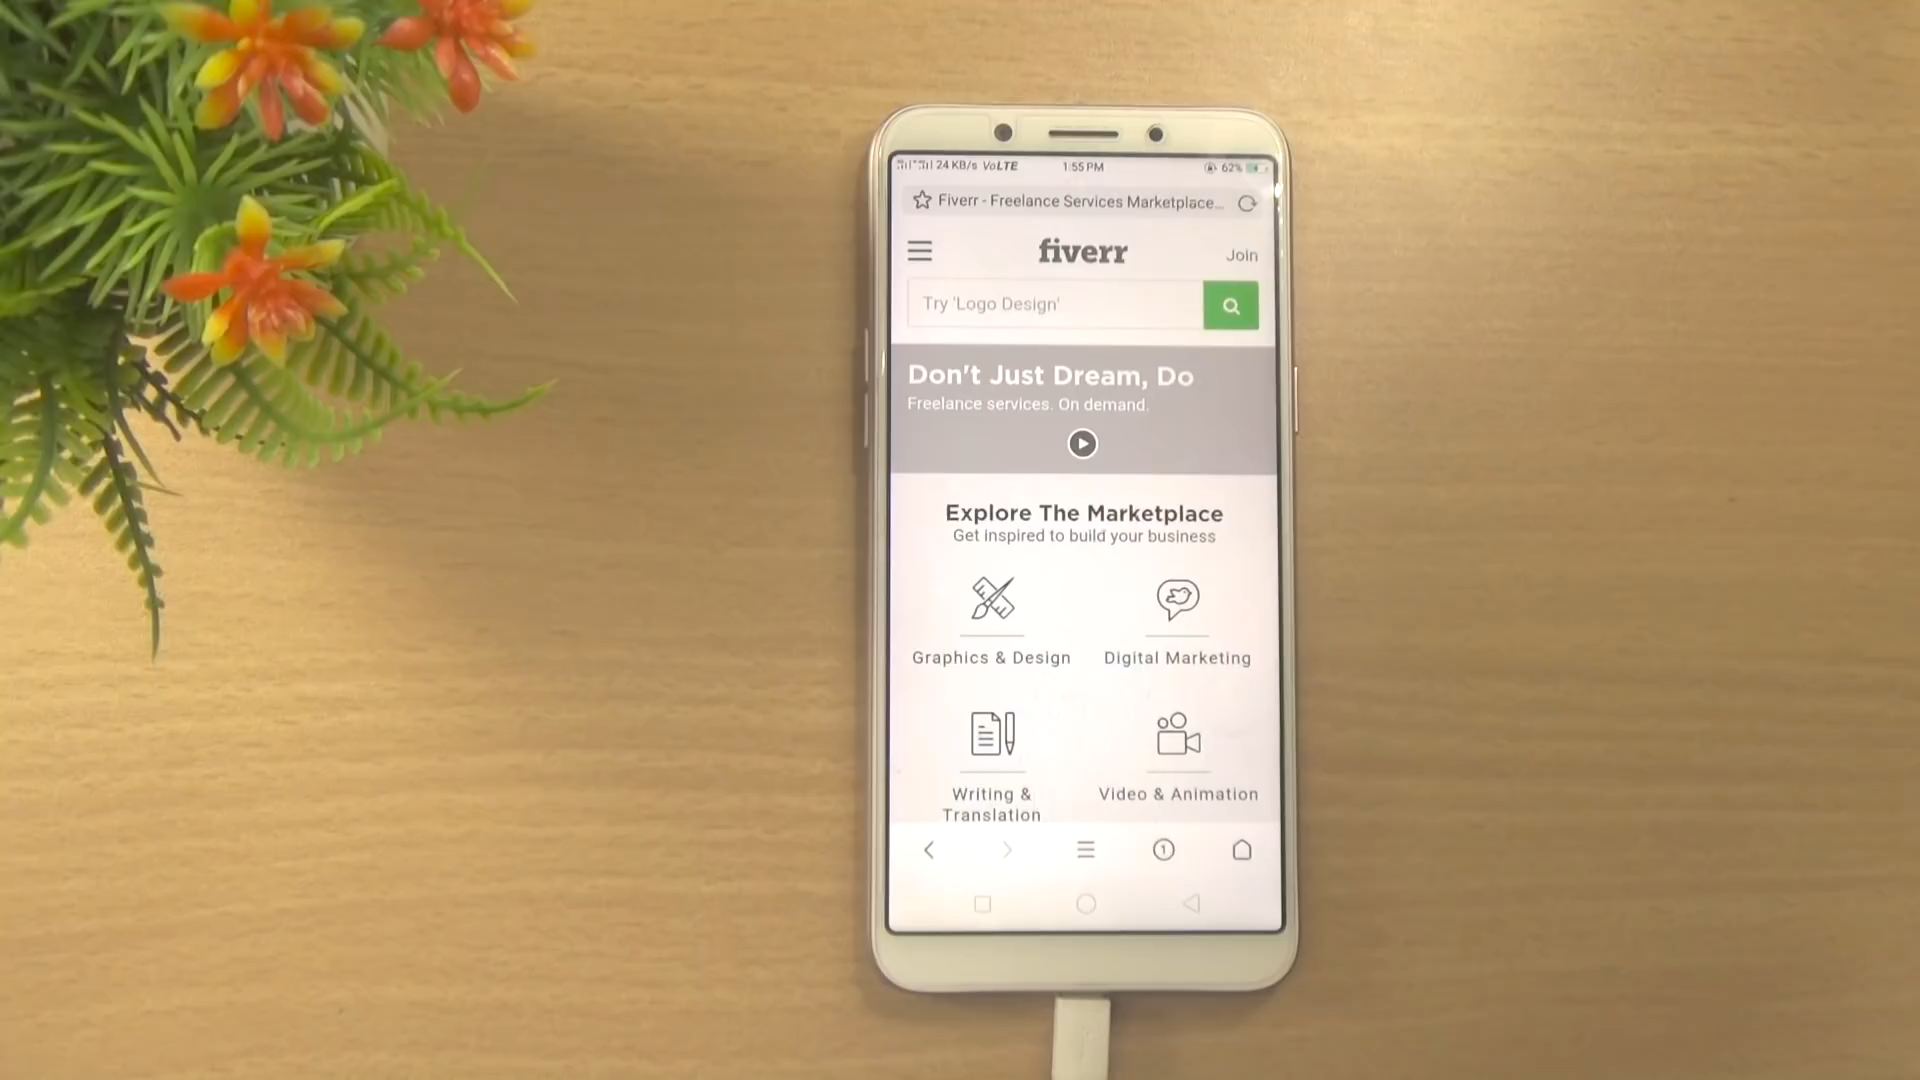 24 KB/s VoLTE 1:55 PM 62%
Fiverr - Freelance Services Marketplace...
fiverr
Join
Try 'Logo Design'
Don't Just Dream, Do
Freelance services. On demand.
Explore The Marketplace
Get inspired to build your business
Graphics & Design
Digital Marketing
Writing &
Translation
Video & Animation
1